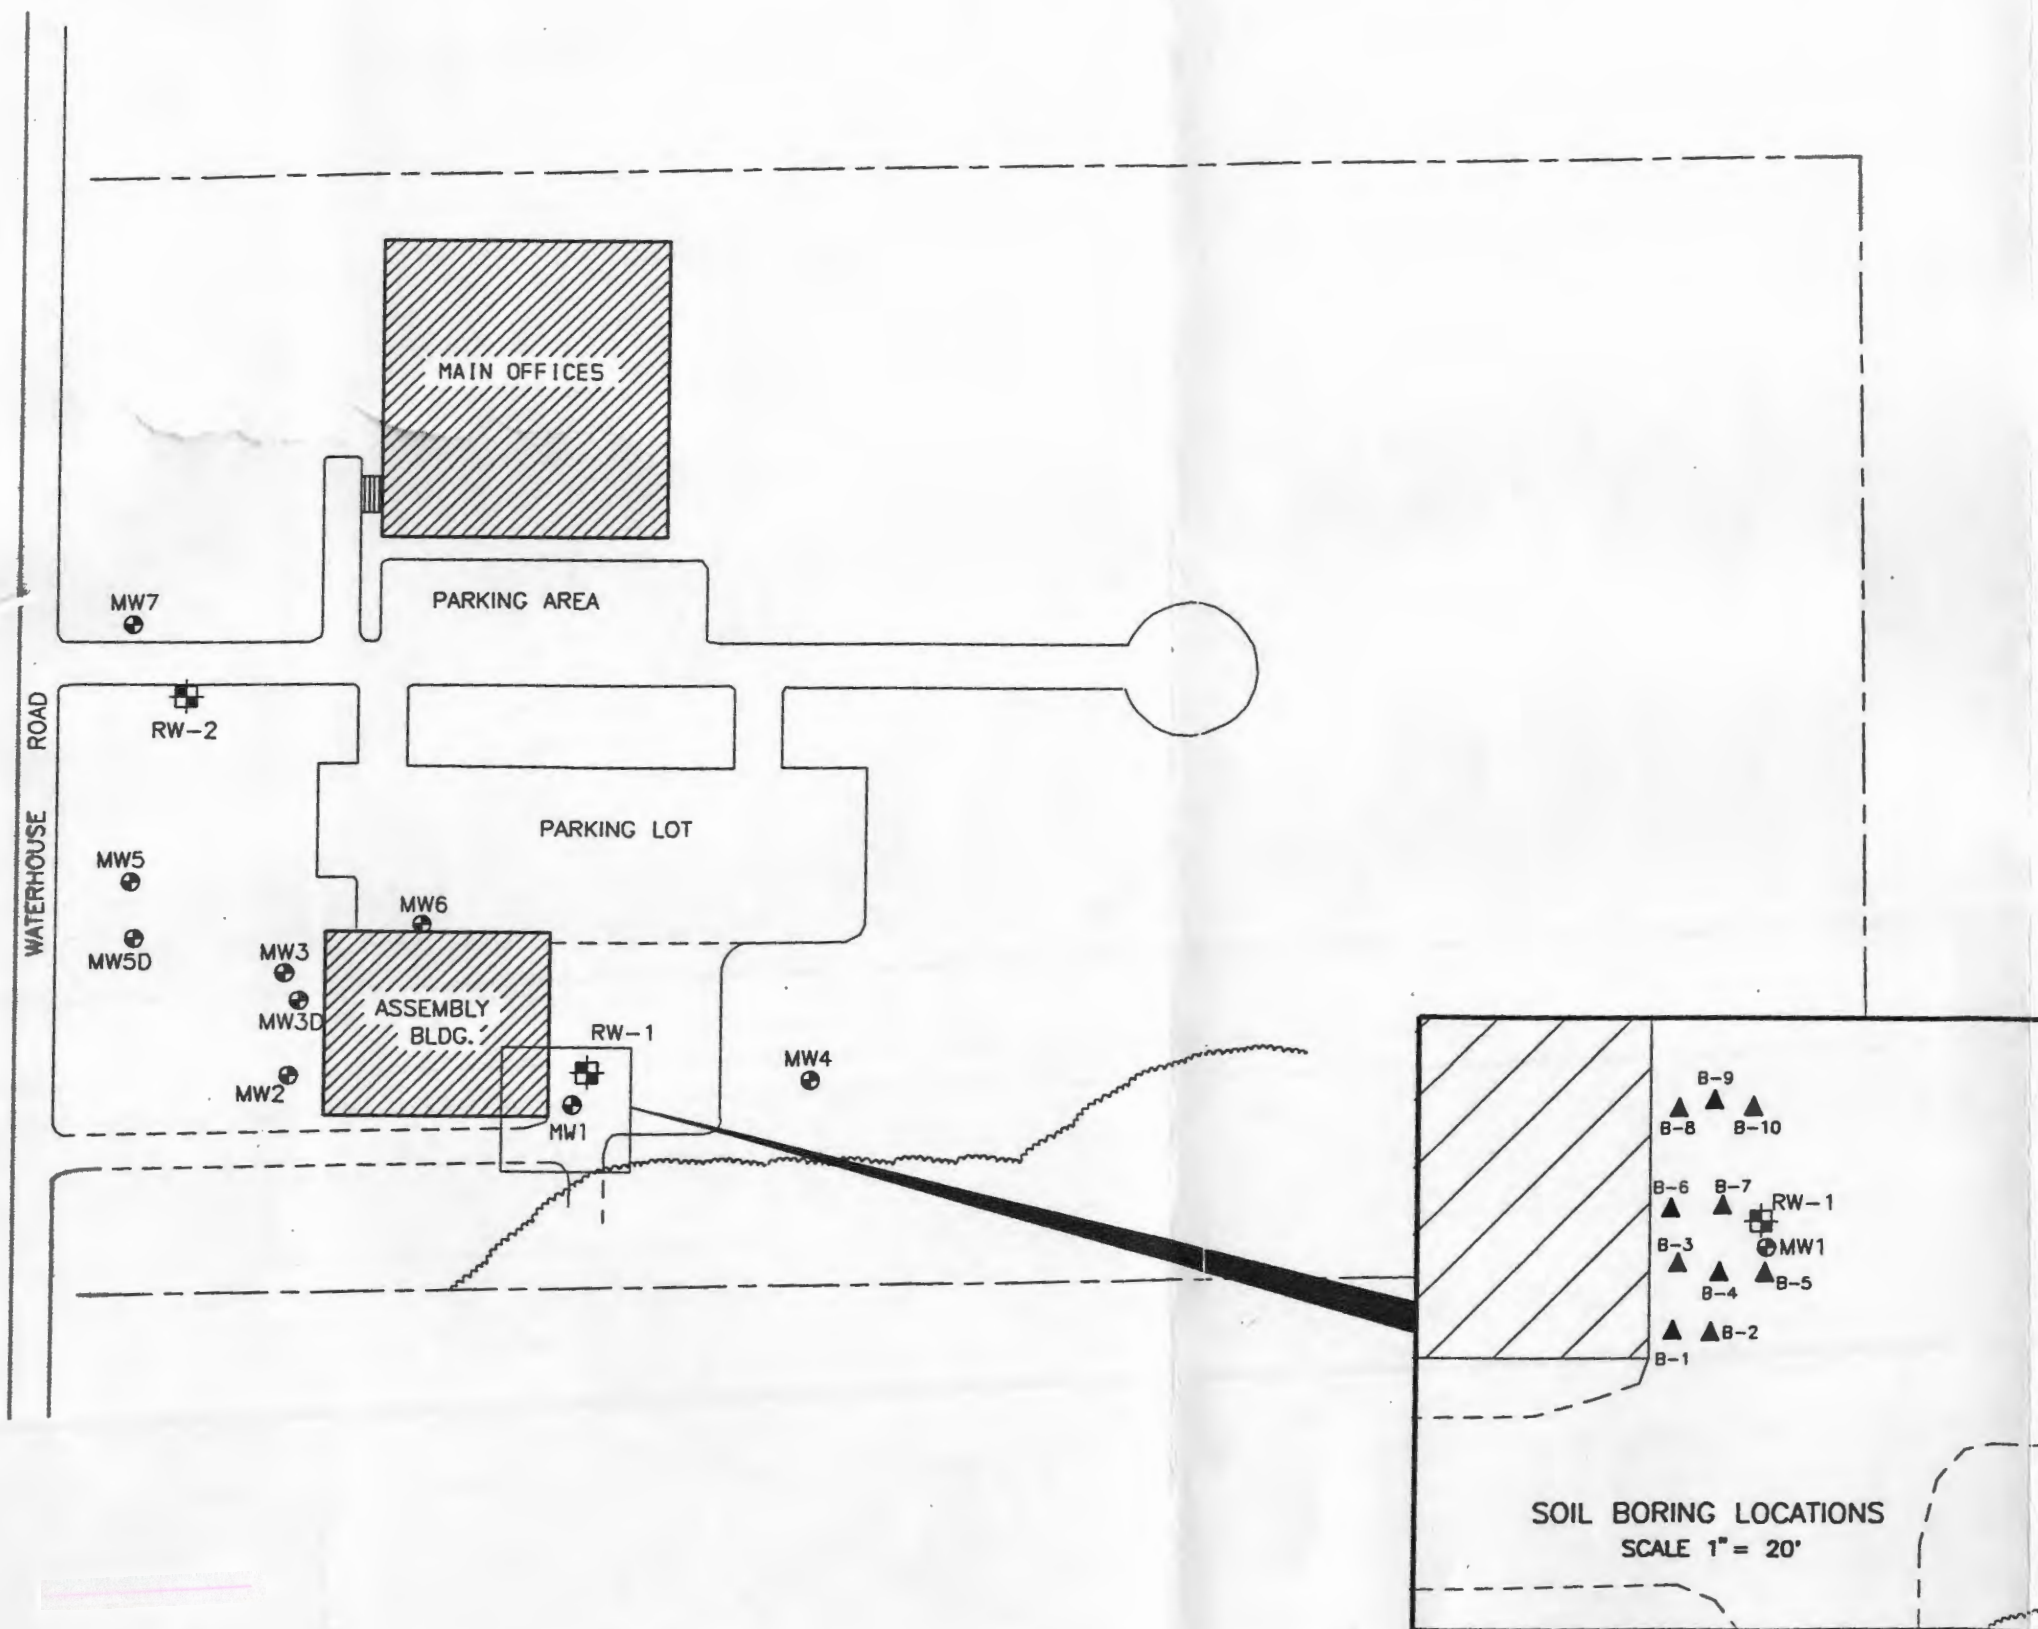 MAIN OFFICES
PARKING AREA
MW7
RW-2
WATERHOUSE ROAD
PARKING LOT
MW5
MW5D
MW6
MW3
MW3D
MW2
ASSEMBLY
BLDG.
RW-1
MW1
MW4
B-9
B-8
B-10
B-6
B-7
RW-1
B-3
MW1
B-4
B-5
B-2
B-1
SOIL BORING LOCATIONS
SCALE 1"= 20'